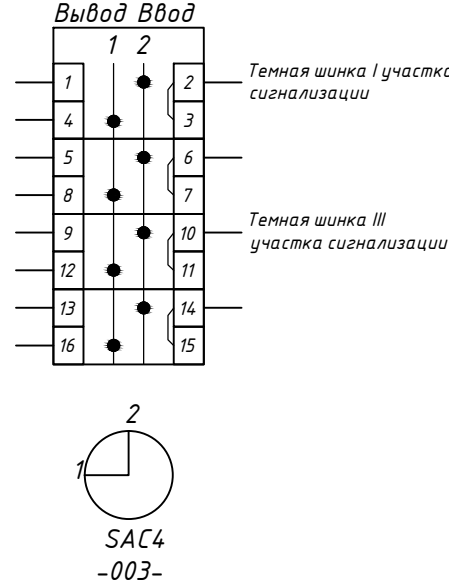 Вывод Ввод
1 2
1 2 Темная шинка I участка
сигнализации
4 3
5 6
8 7
9 10 Темная шинка III
участка сигнализации
12 11
13 14
16 15
2
1
SAC4
-003-